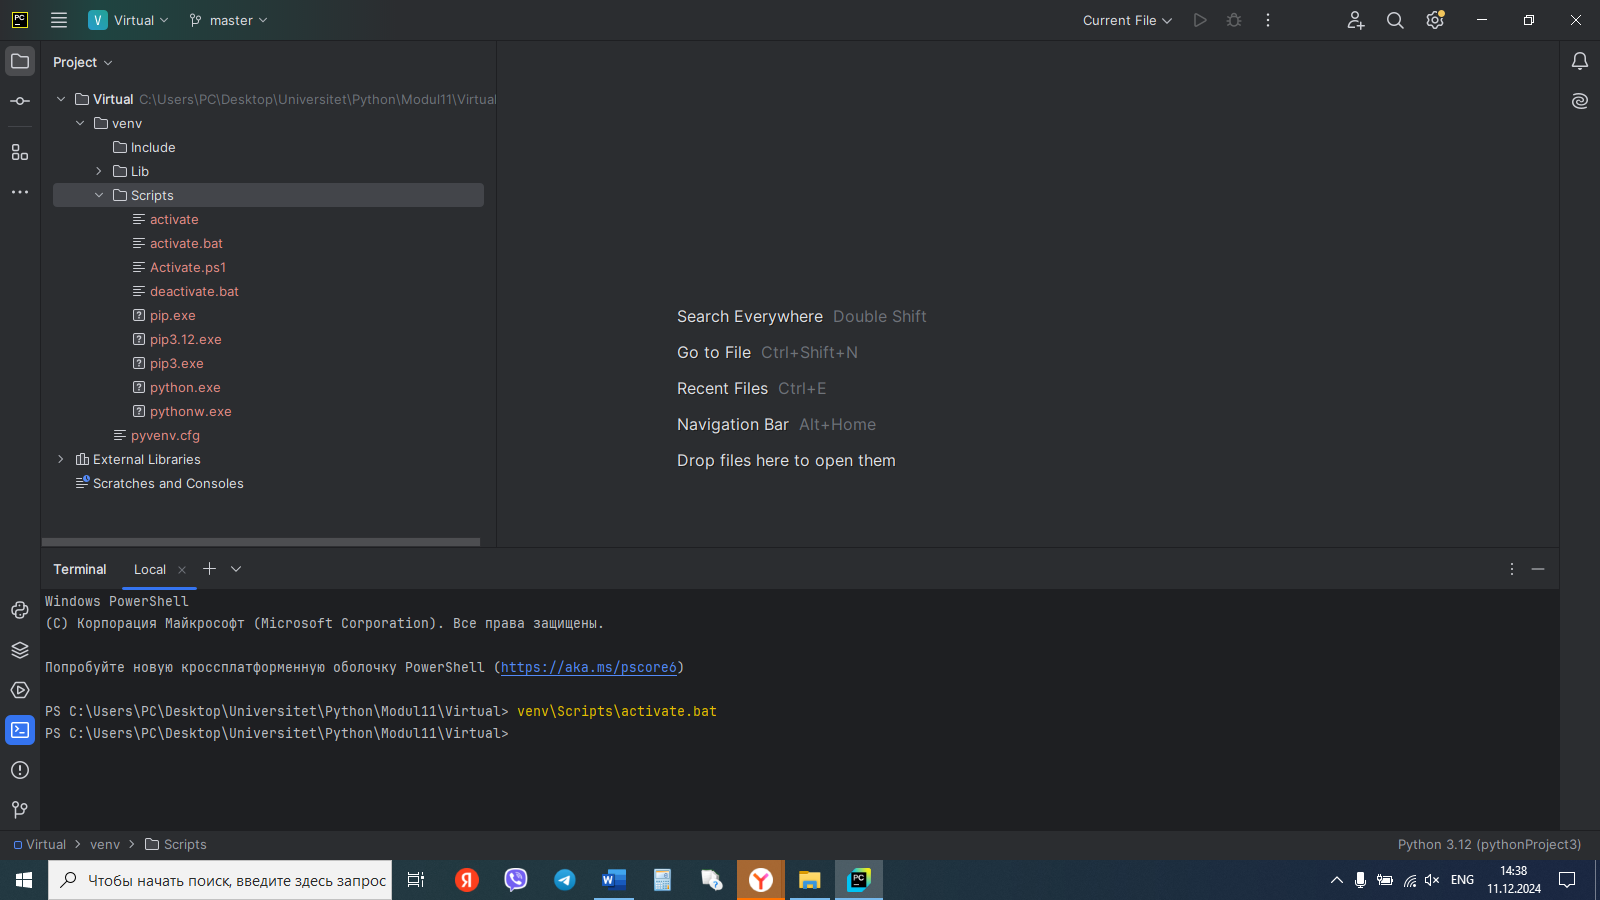 PC
V Virtual master Current File
Project
Virtual C:\Users\PC\Desktop\Universitet\Python\Modul11\Virtual
venv
Include
Lib
Scripts
activate
activate.bat
Activate.ps1
deactivate.bat
pip.exe
pip3.12.exe
pip3.exe
python.exe
pythonw.exe
pyvenv.cfg
External Libraries
Scratches and Consoles
Search Everywhere Double Shift
Go to File Ctrl+Shift+N
Recent Files Ctrl+E
Navigation Bar Alt+Home
Drop files here to open them
Terminal Local
Windows PowerShell
(C) Корпорация Майкрософт (Microsoft Corporation). Все права защищены.
Попробуйте новую кроссплатформенную оболочку PowerShell (https://aka.ms/pscore6)
PS C:\Users\PC\Desktop\Universitet\Python\Modul11\Virtual> venv\Scripts\activate.bat
PS C:\Users\PC\Desktop\Universitet\Python\Modul11\Virtual>
Virtual > venv > Scripts Python 3.12 (pythonProject3)
Чтобы начать поиск, введите здесь запрос
ENG
14:38
11.12.2024